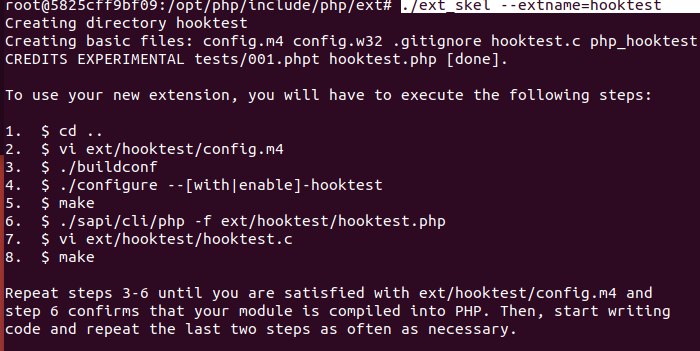 root@5825cff9bf09:/opt/php/include/php/ext# ./ext_skel --extname=hooktest
Creating directory hooktest
Creating basic files: config.m4 config.w32 .gitignore hooktest.c php_hooktest
CREDITS EXPERIMENTAL tests/001.phpt hooktest.php [done].
To use your new extension, you will have to execute the following steps:
1.  $ cd ..
2.  $ vi ext/hooktest/config.m4
3.  $ ./buildconf
4.  $ ./configure --[with|enable]-hooktest
5.  $ make
6.  $ ./sapi/cli/php -f ext/hooktest/hooktest.php
7.  $ vi ext/hooktest/hooktest.c
8.  $ make
Repeat steps 3-6 until you are satisfied with ext/hooktest/config.m4 and
step 6 confirms that your module is compiled into PHP. Then, start writing
code and repeat the last two steps as often as necessary.